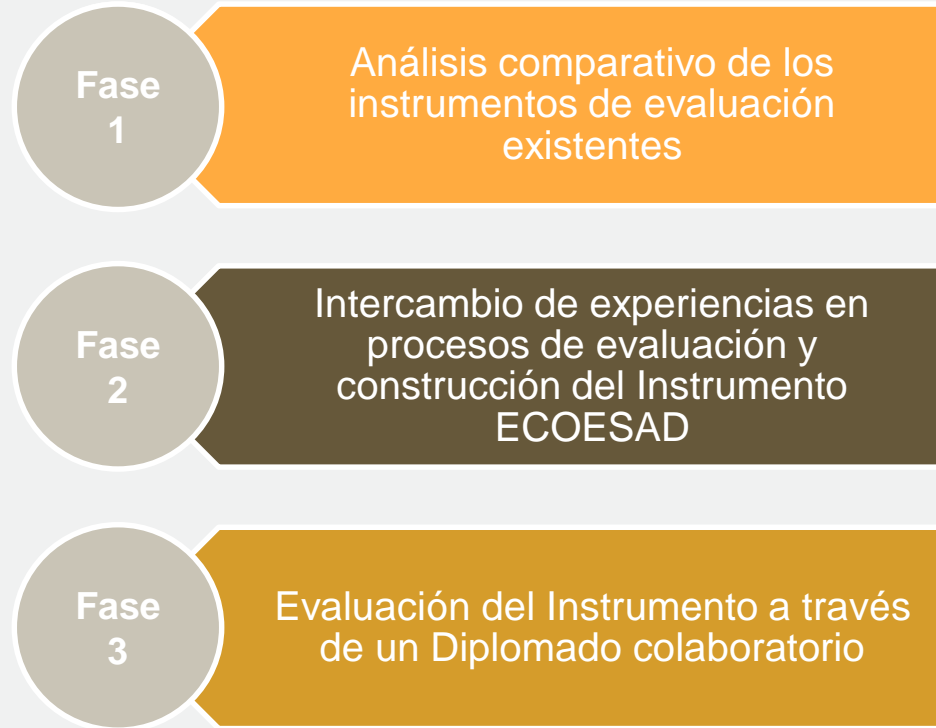 Fase
1
Análisis comparativo de los
instrumentos de evaluación
existentes
Fase
2
Intercambio de experiencias en
procesos de evaluación y
construcción del Instrumento
ECOESAD
Fase
3
Evaluación del Instrumento a través
de un Diplomado colaboratorio